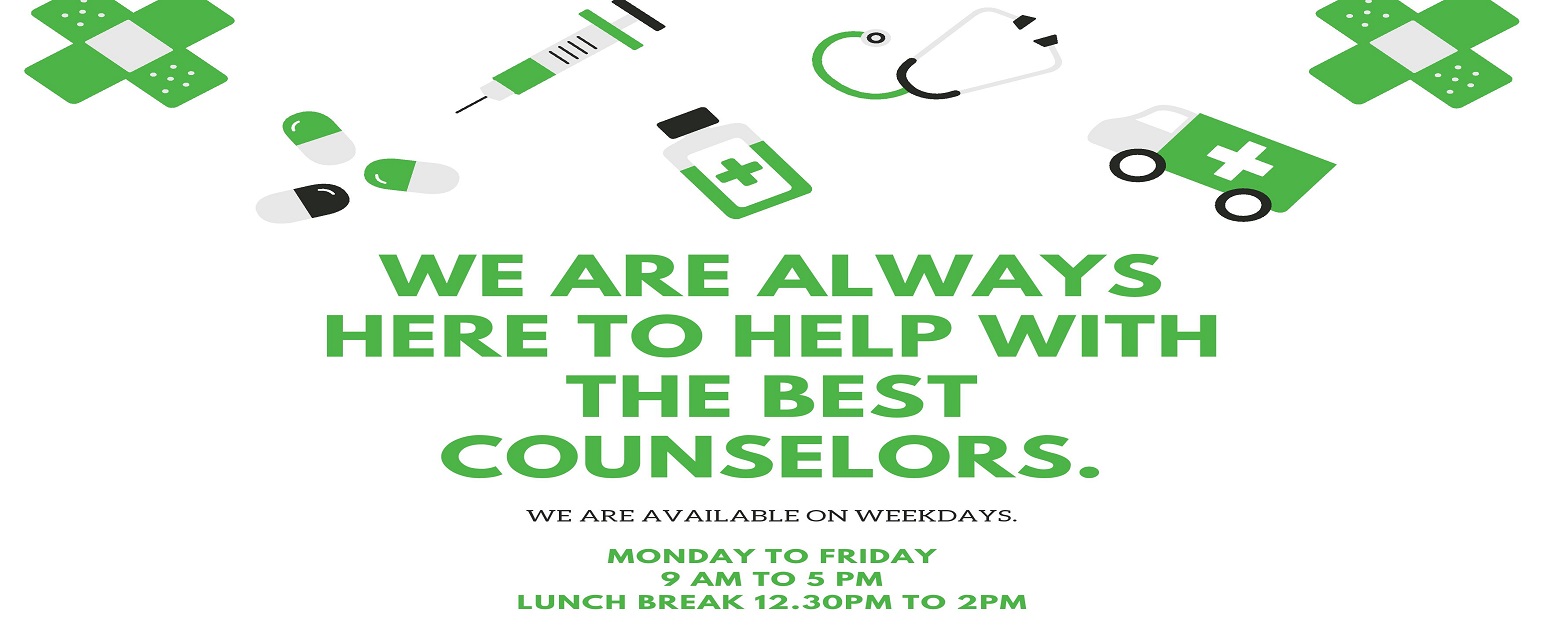 WE ARE ALWAYS
HERE TO HELP WITH
THE BEST
COUNSELORS.
WE ARE AVAILABLE ON WEEKDAYS.
MONDAY TO FRIDAY
9 AM TO 5 PM
LUNCH BREAK 12.30PM TO 2PM